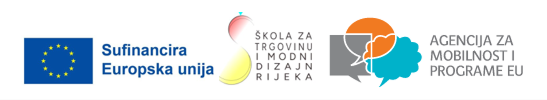 Sufinancira
Europska unija
ŠKOLA ZA
TRGOVINU
I MODNI
DIZAJN
RIJEKA
AGENCIJA ZA
MOBILNOST I
PROGRAME EU